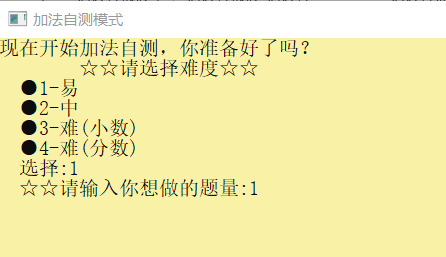 加法自测模式
现在开始加法自测，你准备好了吗？
☆☆请选择难度☆☆
●1-易
●2-中
●3-难(小数)
●4-难(分数)
选择:1
☆☆请输入你想做的题量:1